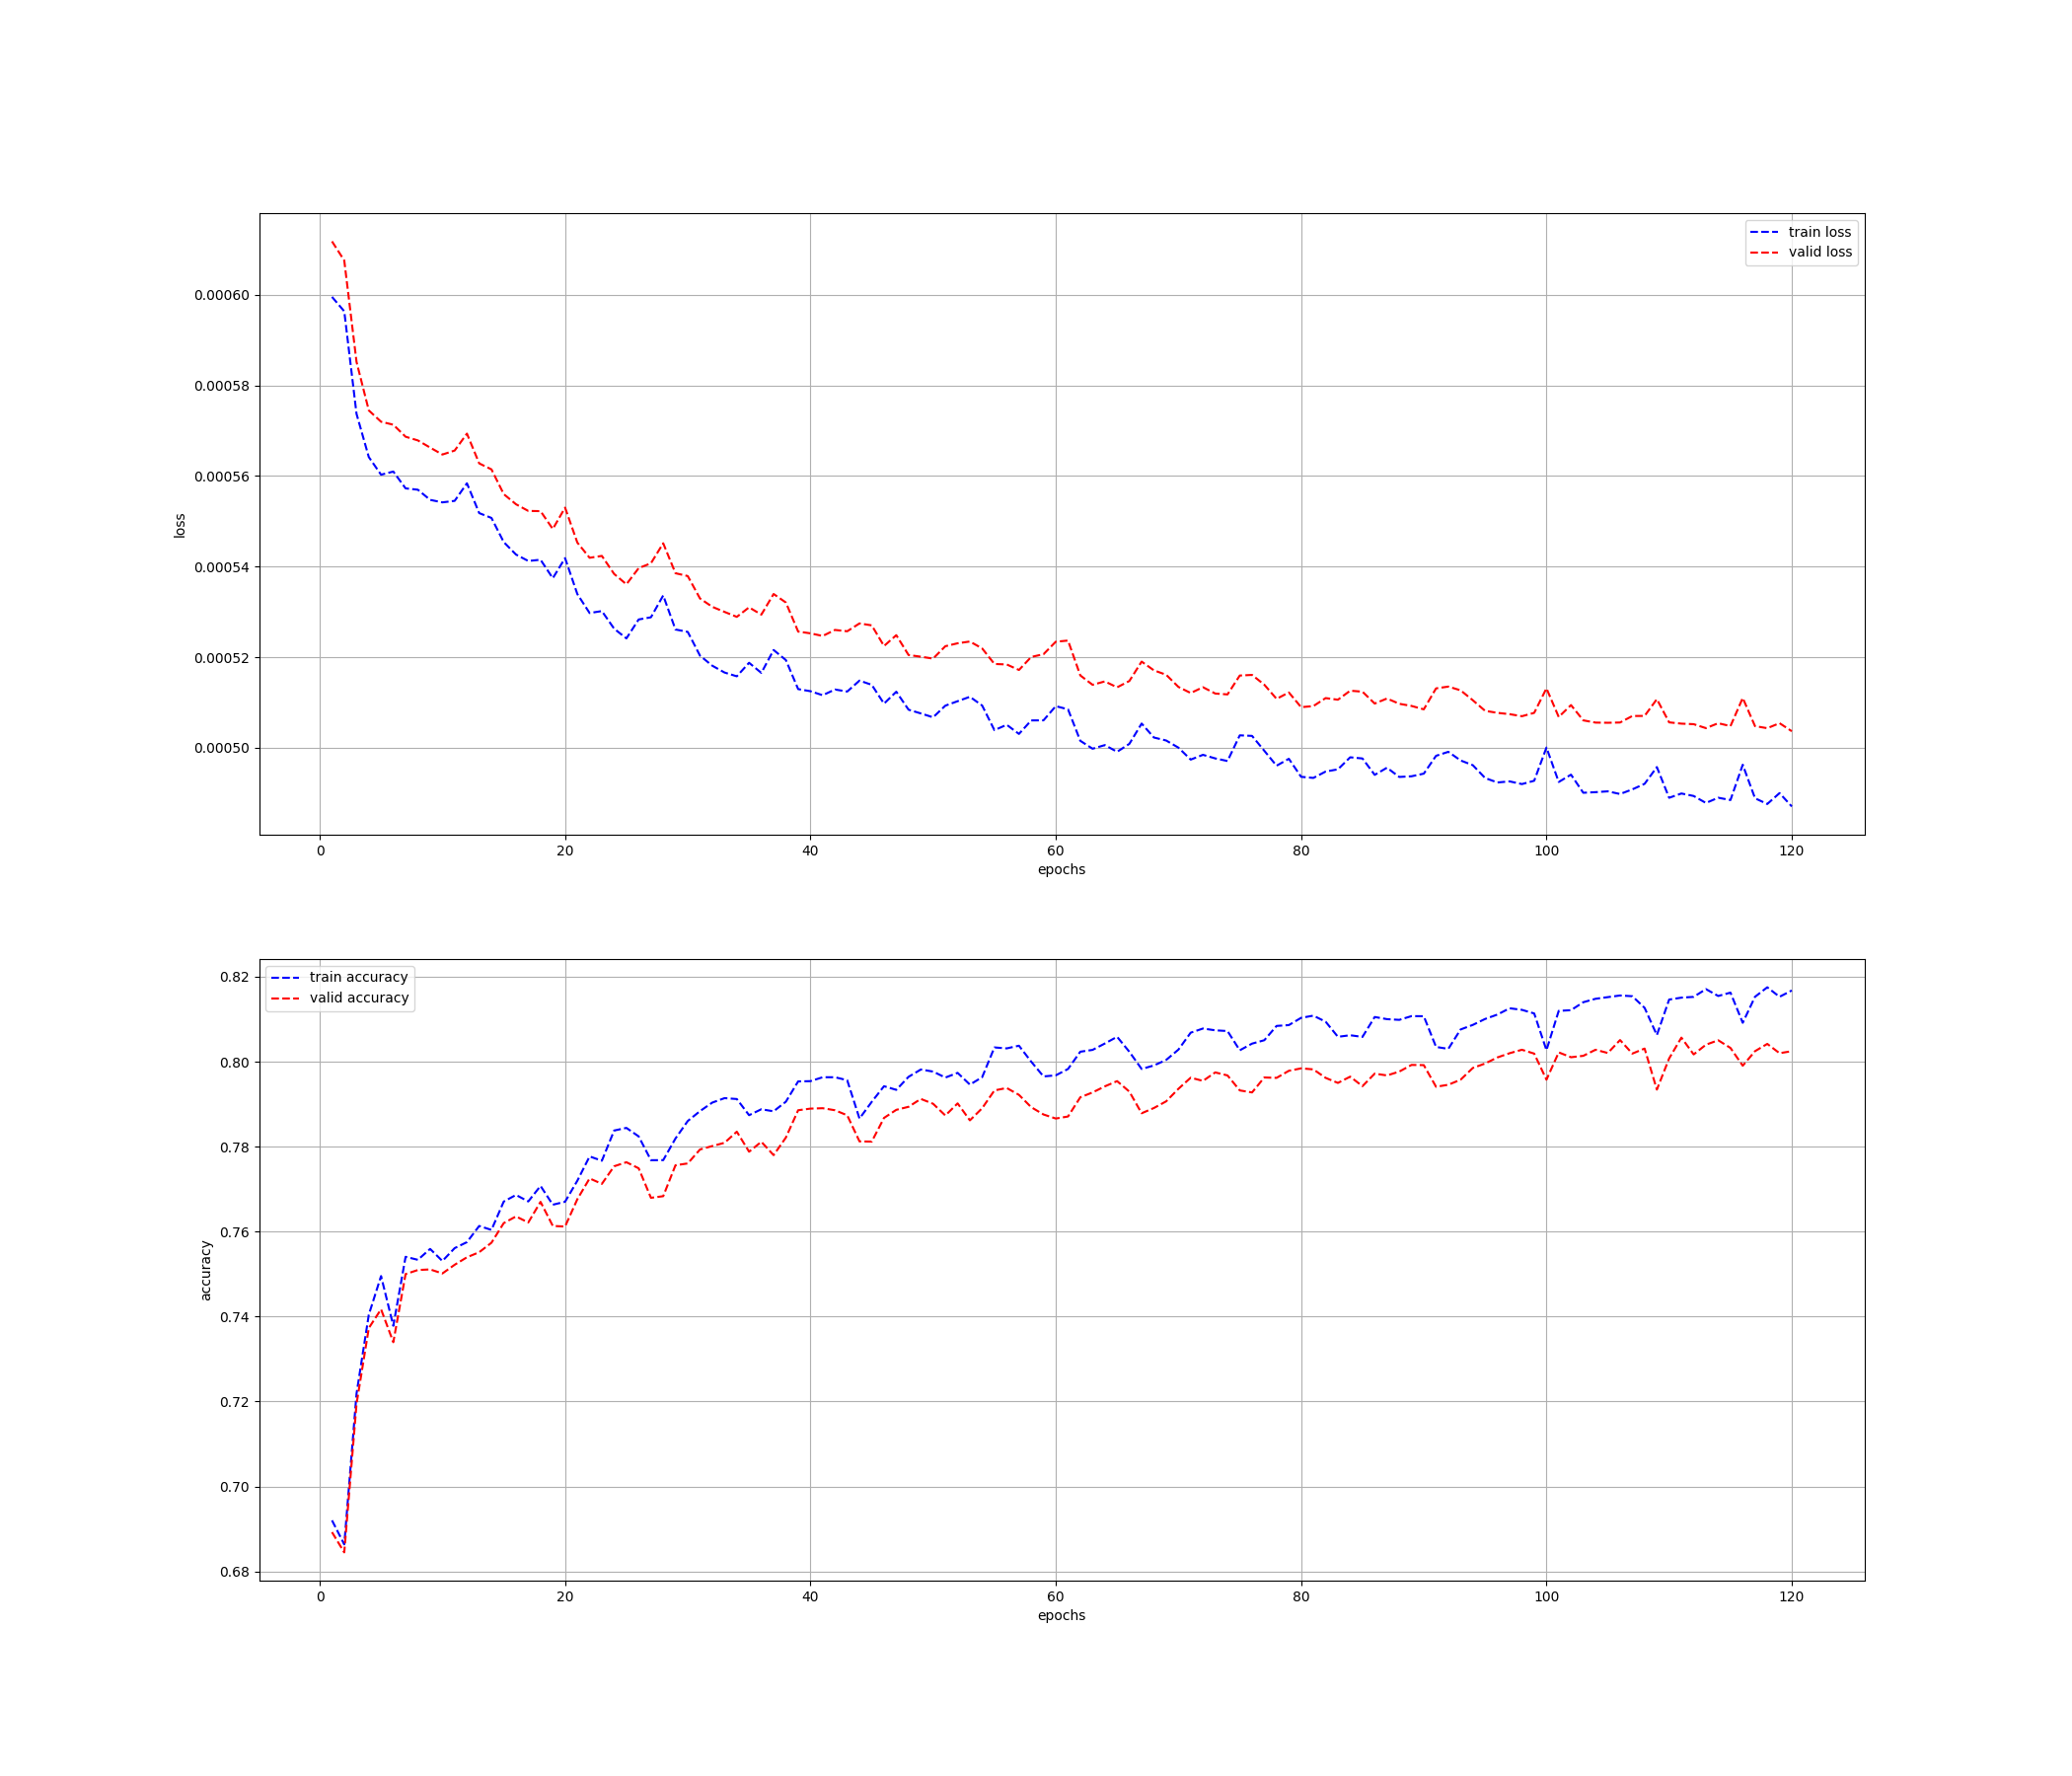 train loss
valid loss
0.00060
0.00058
0.00056
0.00054
0.00052
0.00050
loss
0 20 40 60 80 100 120
epochs
train accuracy
valid accuracy
0.82
0.80
0.78
0.76
0.74
0.72
0.70
0.68
accuracy
0 20 40 60 80 100 120
epochs